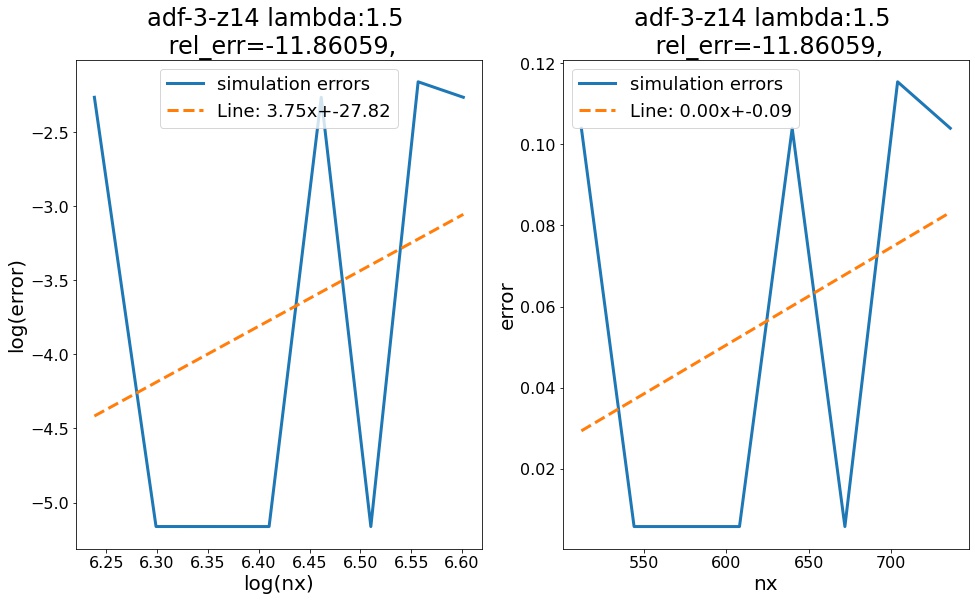 adf-3-z14 lambda:1.5
rel_err=-11.86059,
simulation errors
Line: 3.75x+-27.82
log(error)
−2.5
−3.0
−3.5
−4.0
−4.5
−5.0
6.25 6.30 6.35 6.40 6.45 6.50 6.55 6.60
log(nx)
adf-3-z14 lambda:1.5
rel_err=-11.86059,
simulation errors
Line: 0.00x+-0.09
error
0.12
0.10
0.08
0.06
0.04
0.02
550 600 650 700
nx